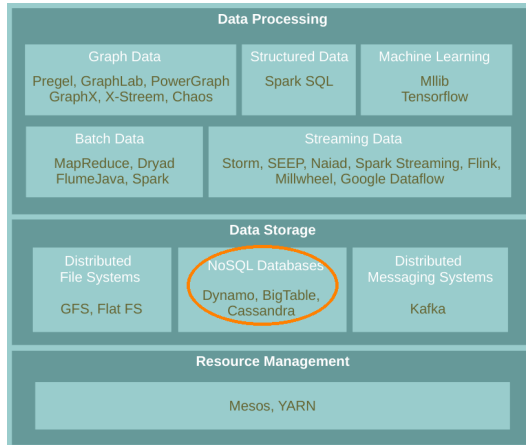 Data Processing
Graph Data
Pregel, GraphLab, PowerGraph
GraphX, X-Streem, Chaos
Structured Data
Spark SQL
Machine Learning
Mllib
Tensorflow
Batch Data
MapReduce, Dryad
FlumeJava, Spark
Streaming Data
Storm, SEEP, Naiad, Spark Streaming, Flink,
Millwheel, Google Dataflow
Data Storage
Distributed
File Systems
GFS, Flat FS
NoSQL Databases
Dynamo, BigTable,
Cassandra
Distributed
Messaging Systems
Kafka
Resource Management
Mesos, YARN